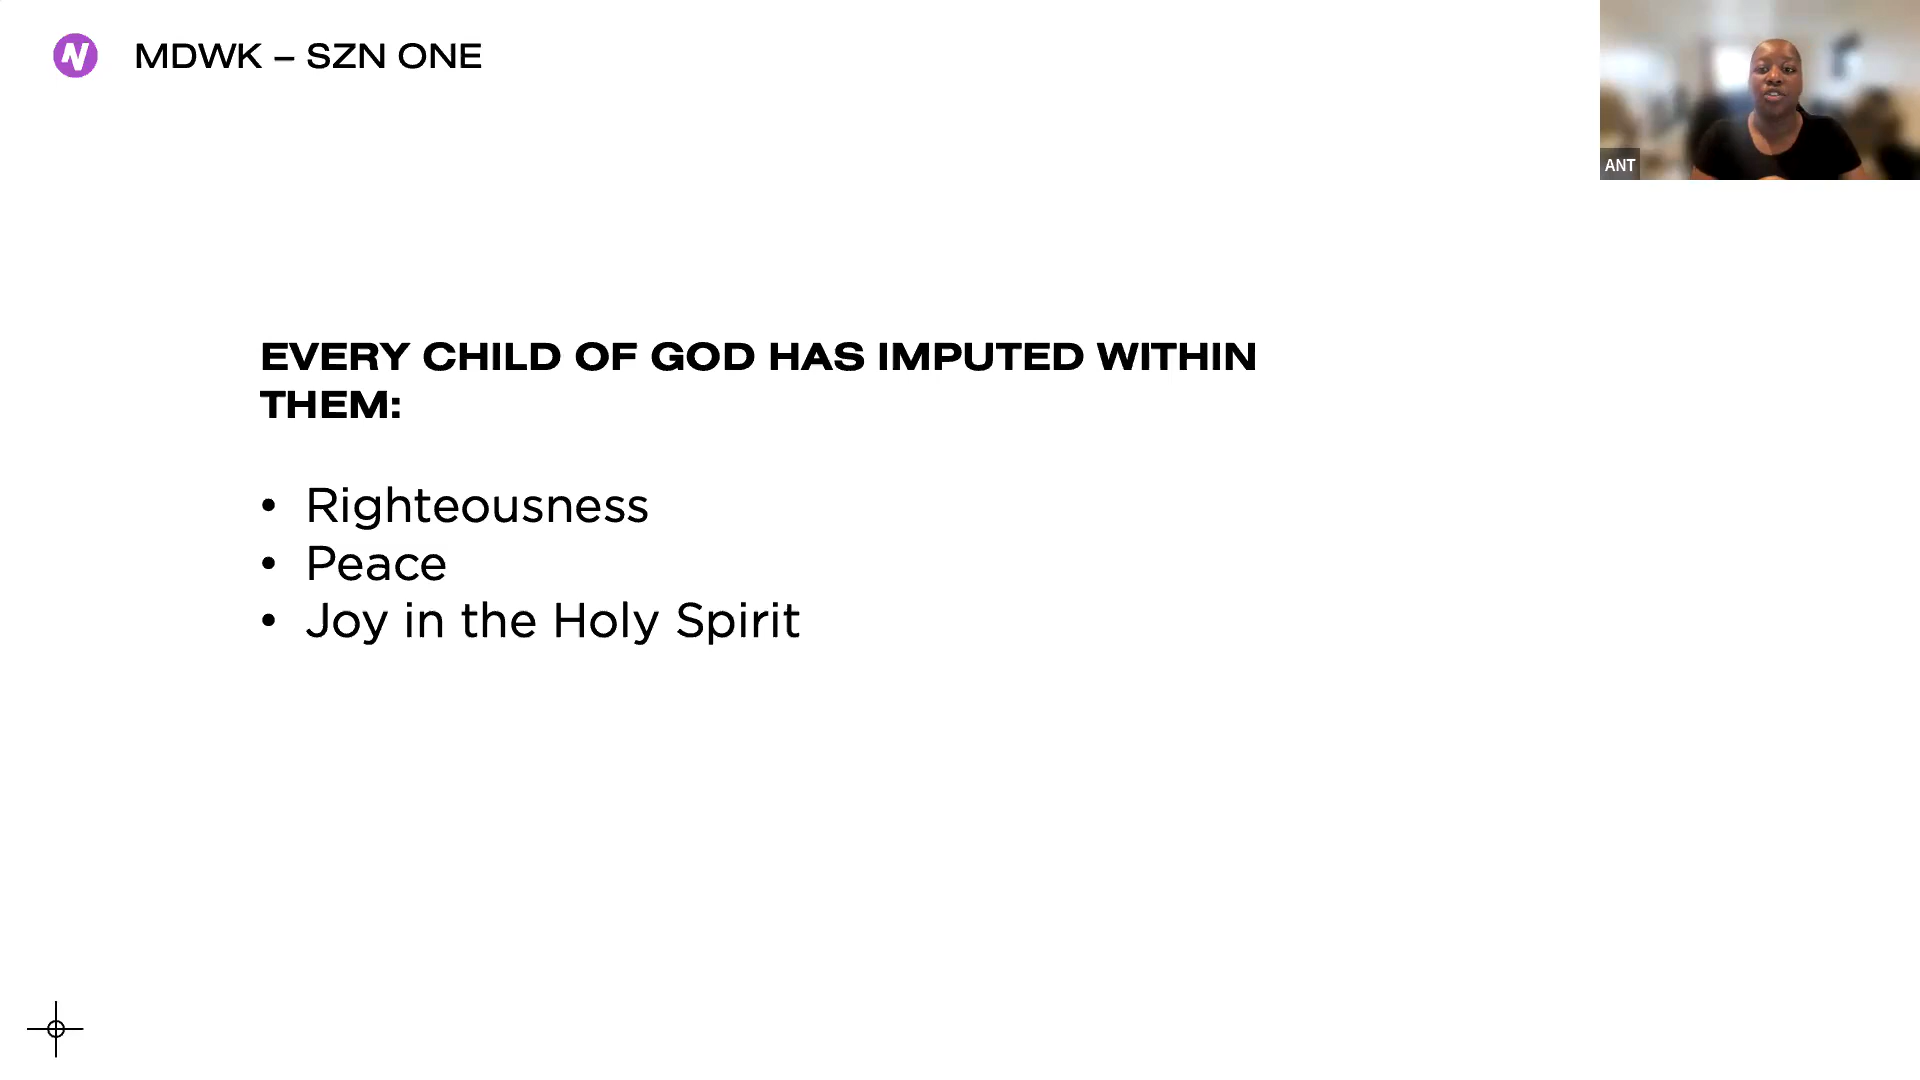 N
MDWK – SZN ONE
ANT
EVERY CHILD OF GOD HAS IMPUTED WITHIN
THEM:
• Righteousness
• Peace
• Joy in the Holy Spirit